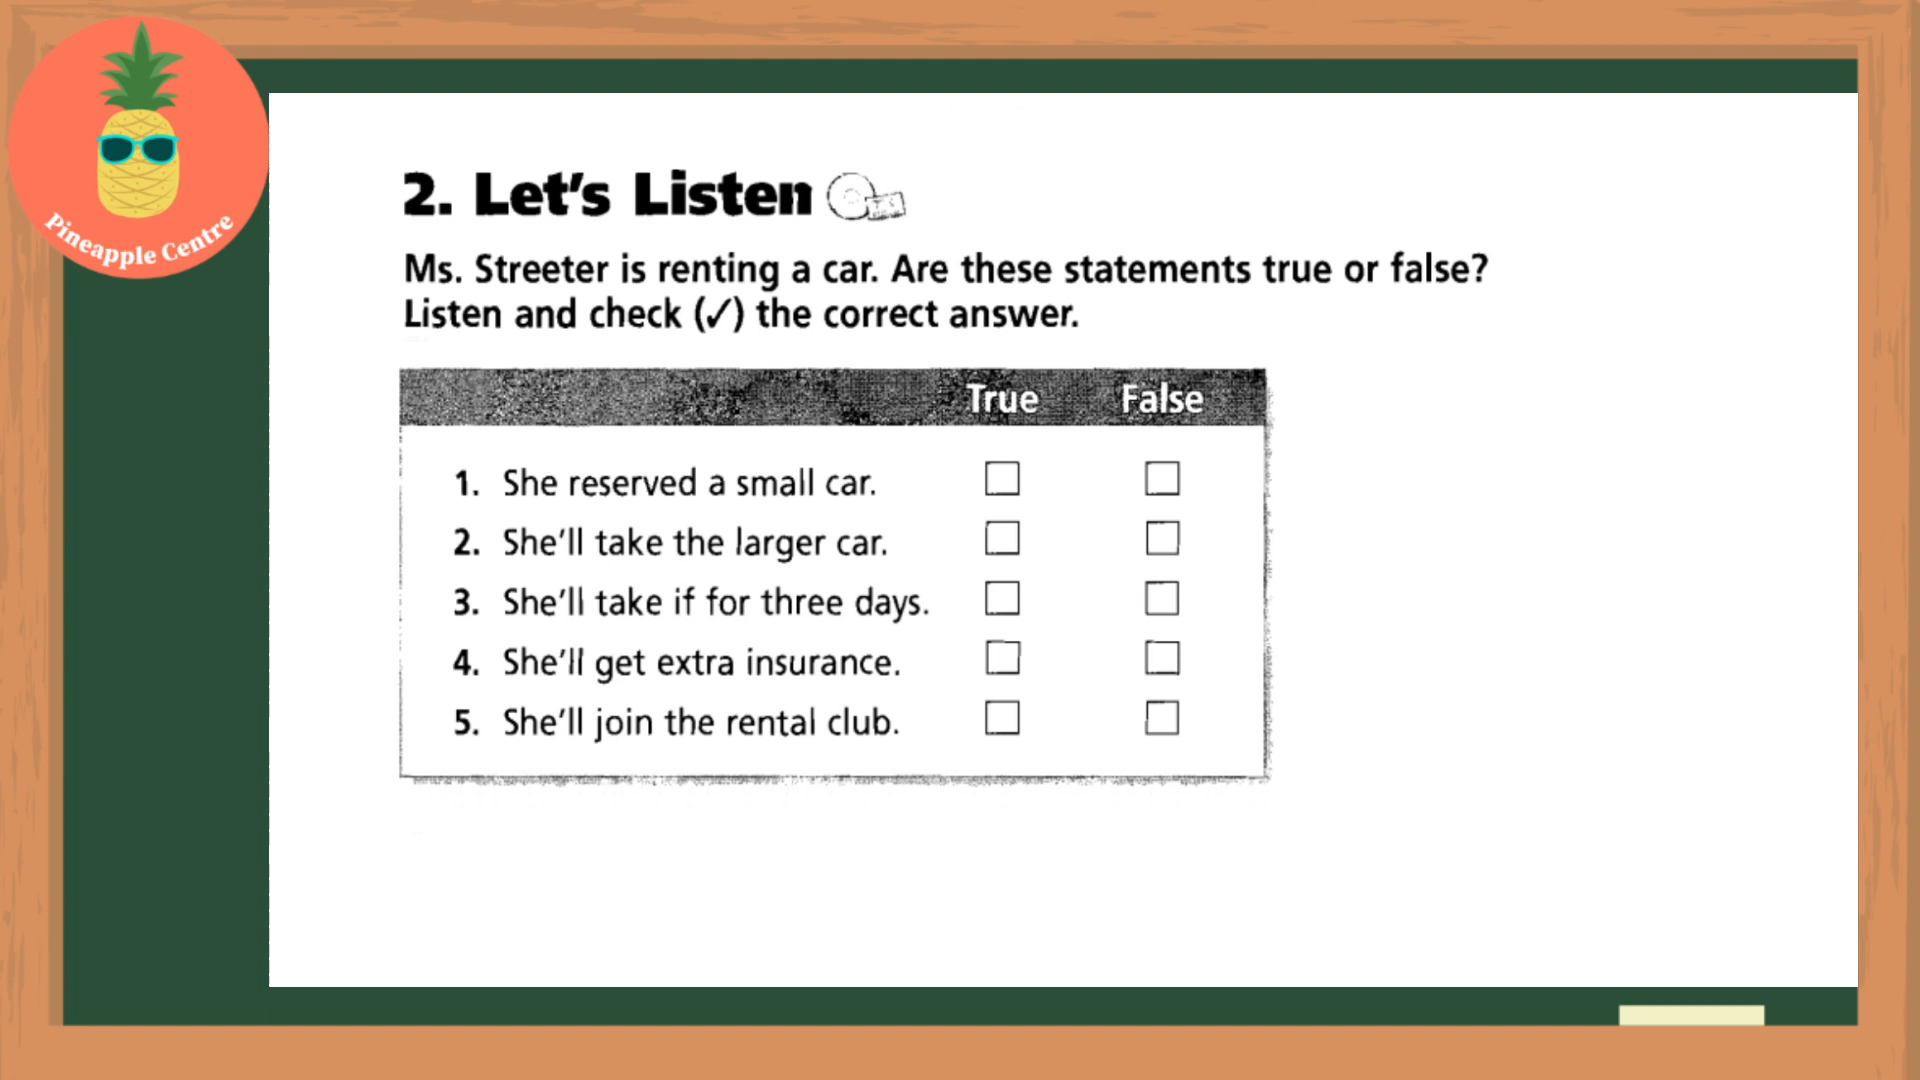 Pineapple Centre
2. Let's Listen
Ms. Streeter is renting a car. Are these statements true or false?
Listen and check (✓) the correct answer.
True False
1. She reserved a small car.
2. She'll take the larger car.
3. She'll take if for three days.
4. She'll get extra insurance.
5. She'll join the rental club.